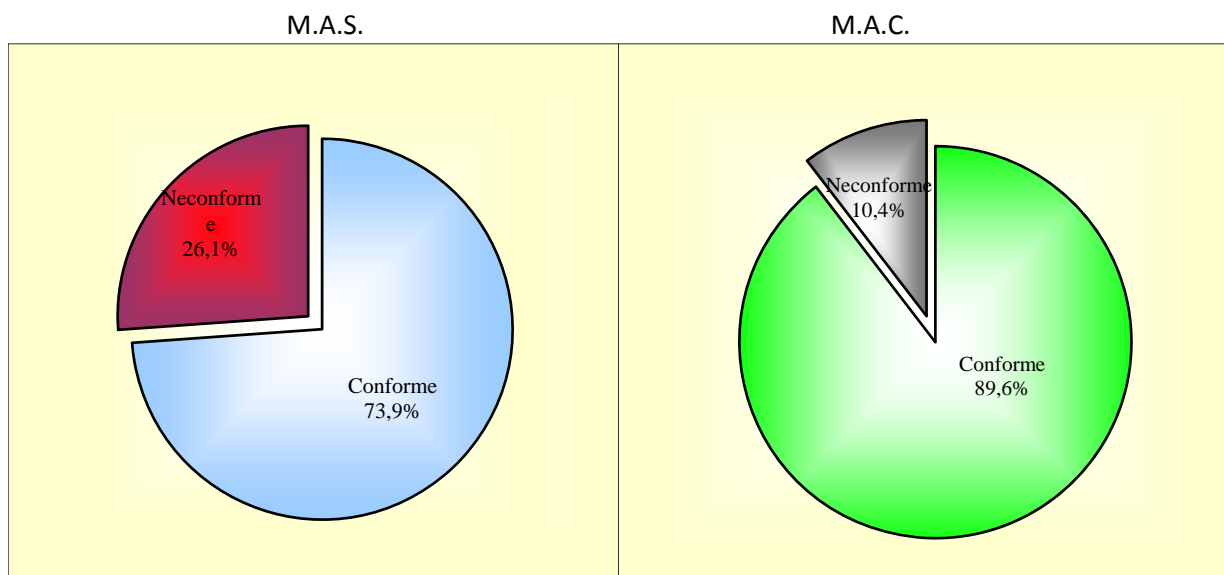 M.A.S.
M.A.C.
Neconform
e
26,1%
Conforme
73,9%
Neconforme
10,4%
Conforme
89,6%